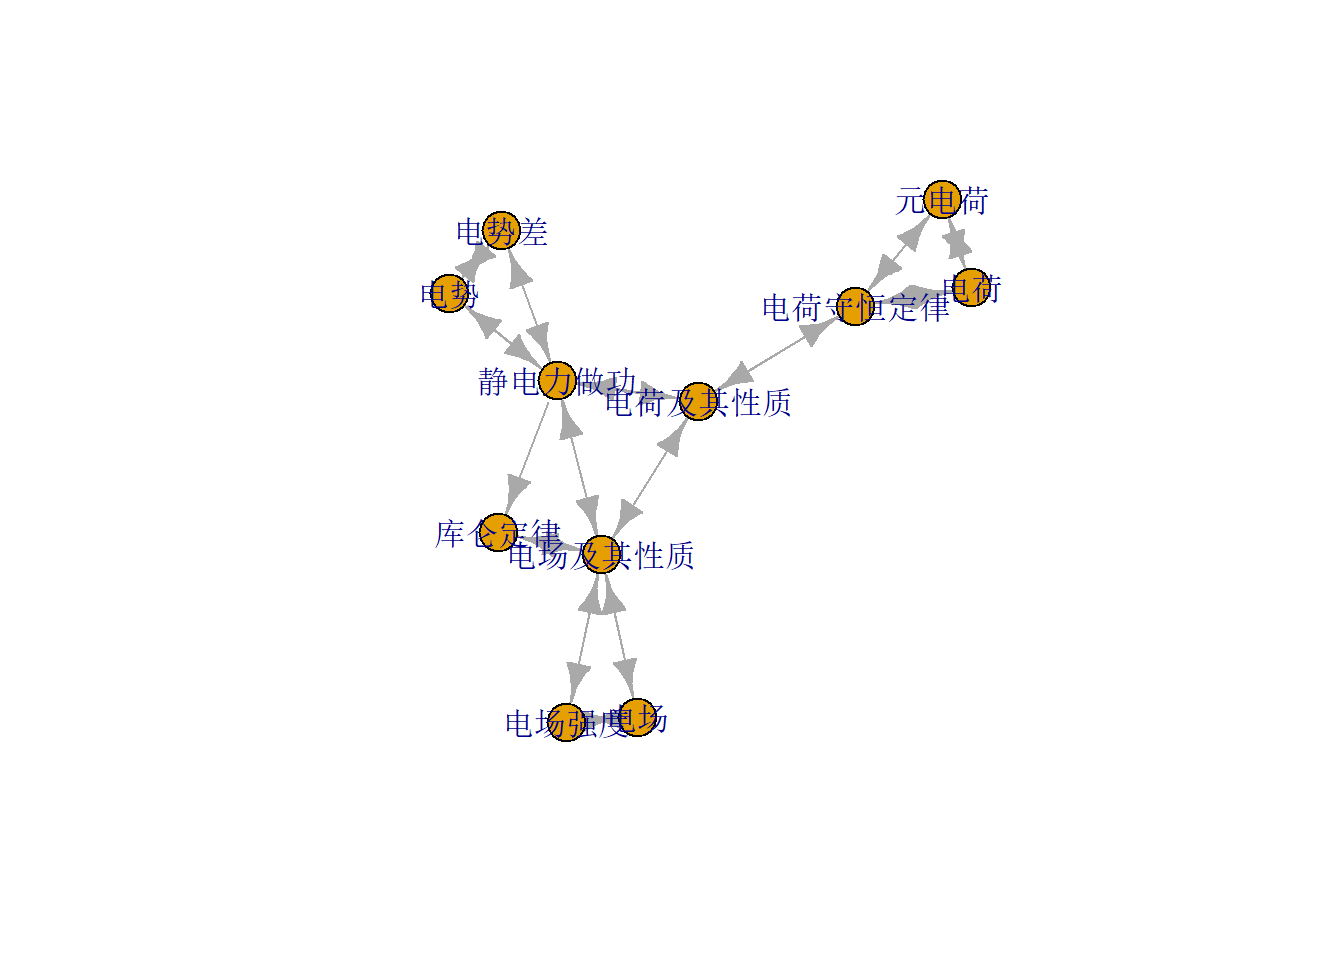 元电荷
电势差
电荷
电势
电荷守恒定律
静电力做功
电荷及其性质
库仑定律
电场及其性质
电场强度
电场